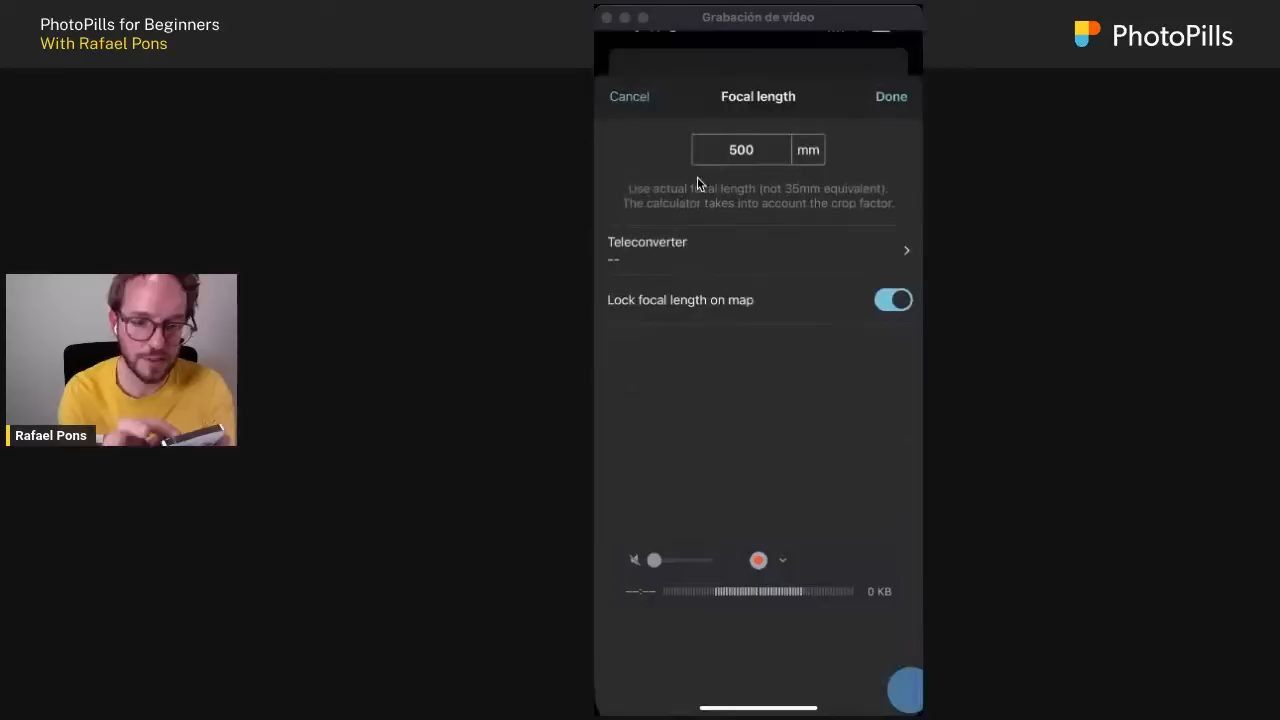 PhotoPills for Beginners
With Rafael Pons
Grabación de vídeo
PhotoPills
Cancel
Focal length
Done
500
mm
Use actual focal length (not 35mm equivalent).
The calculator takes into account the crop factor.
Teleconverter
--
Lock focal length on map
Rafael Pons
--:--
0 KB